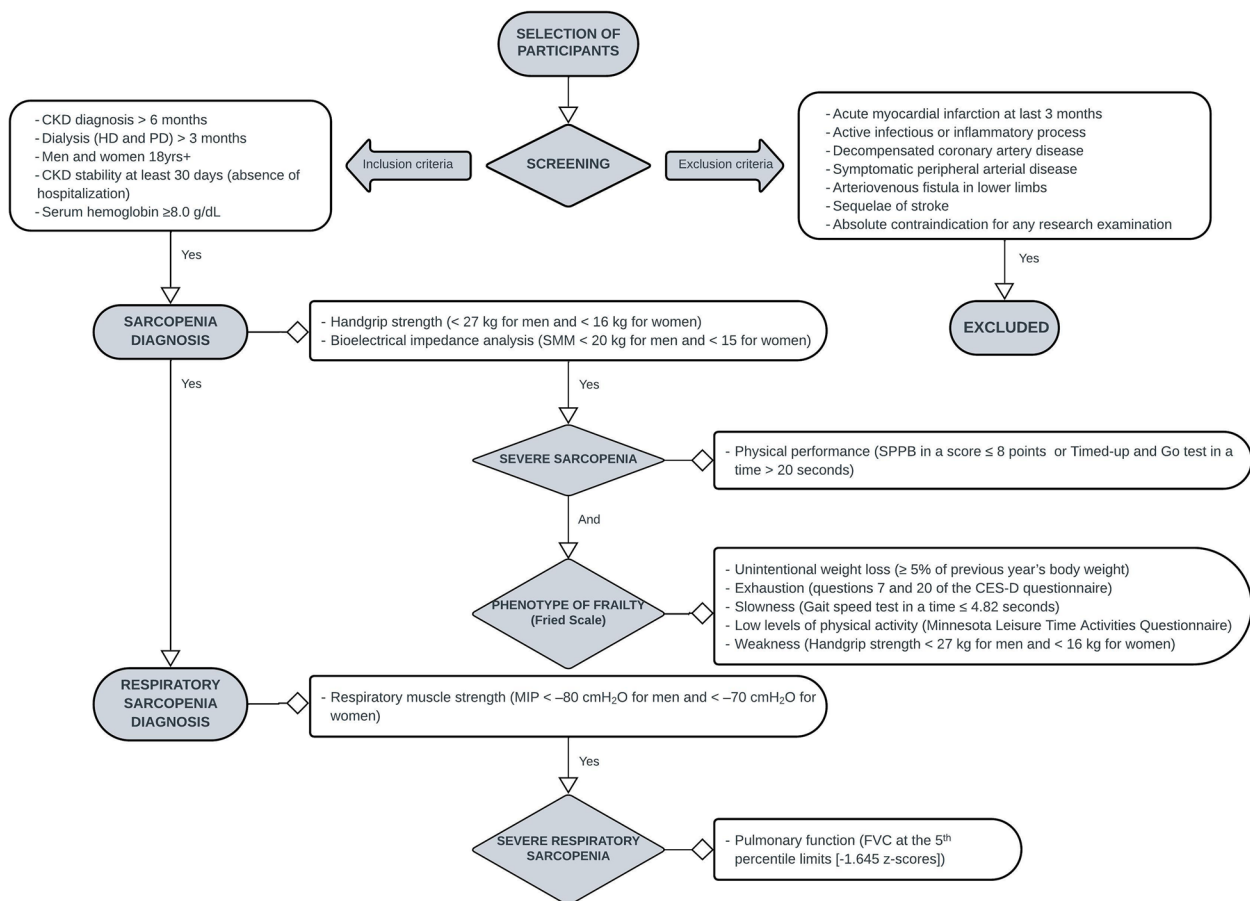 SELECTION OF
PARTICIPANTS
- CKD diagnosis > 6 months
- Dialysis (HD and PD) > 3 months
- Men and women 18yrs+
- CKD stability at least 30 days (absence of
hospitalization)
- Serum hemoglobin ≥8.0 g/dL
Inclusion criteria
SCREENING
Exclusion criteria
- Acute myocardial infarction at last 3 months
- Active infectious or inflammatory process
- Decompensated coronary artery disease
- Symptomatic peripheral arterial disease
- Arteriovenous fistula in lower limbs
- Sequelae of stroke
- Absolute contraindication for any research examination
Yes
Yes
SARCOPENIA
DIAGNOSIS
- Handgrip strength (< 27 kg for men and < 16 kg for women)
- Bioelectrical impedance analysis (SMM < 20 kg for men and < 15 for women)
EXCLUDED
Yes
Yes
SEVERE SARCOPENIA
- Physical performance (SPPB in a score ≤ 8 points or Timed-up and Go test in a
time > 20 seconds)
And
PHENOTYPE OF FRAILTY
(Fried Scale)
- Unintentional weight loss (≥ 5% of previous year’s body weight)
- Exhaustion (questions 7 and 20 of the CES-D questionnaire)
- Slowness (Gait speed test in a time ≤ 4.82 seconds)
- Low levels of physical activity (Minnesota Leisure Time Activities Questionnaire)
- Weakness (Handgrip strength < 27 kg for men and < 16 kg for women)
RESPIRATORY
SARCOPENIA
DIAGNOSIS
- Respiratory muscle strength (MIP < –80 cmH₂O for men and < –70 cmH₂O for
women)
Yes
SEVERE RESPIRATORY
SARCOPENIA
- Pulmonary function (FVC at the 5th
percentile limits [-1.645 z-scores])